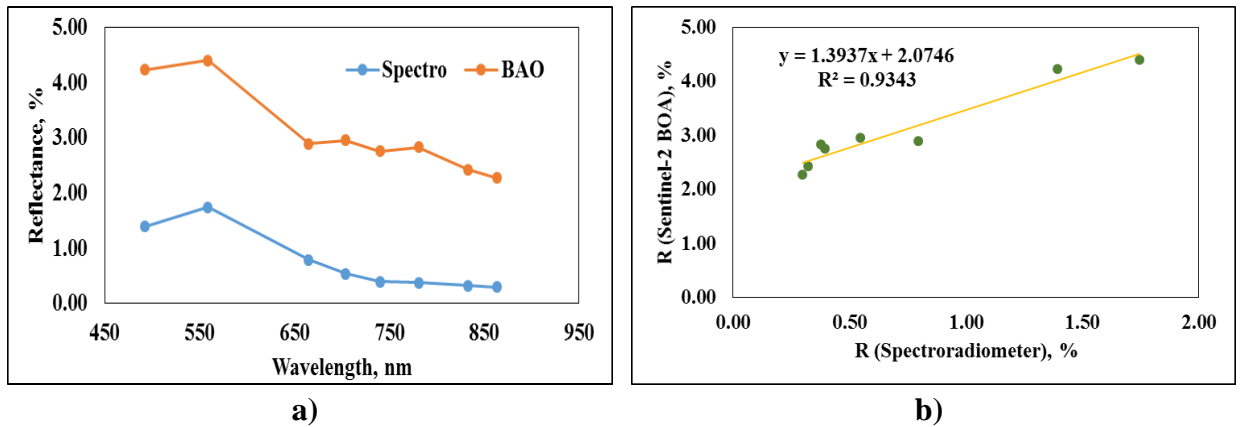 5.00
4.00
3.00
2.00
1.00
0.00
Reflectance, %
Spectro BAO
450 550 650 750 850 950
Wavelength, nm
a)
5.00
4.00
3.00
2.00
1.00
0.00
R (Sentinel-2 BOA), %
y = 1.3937x + 2.0746
R² = 0.9343
0.00 0.50 1.00 1.50 2.00
R (Spectroradiometer), %
b)